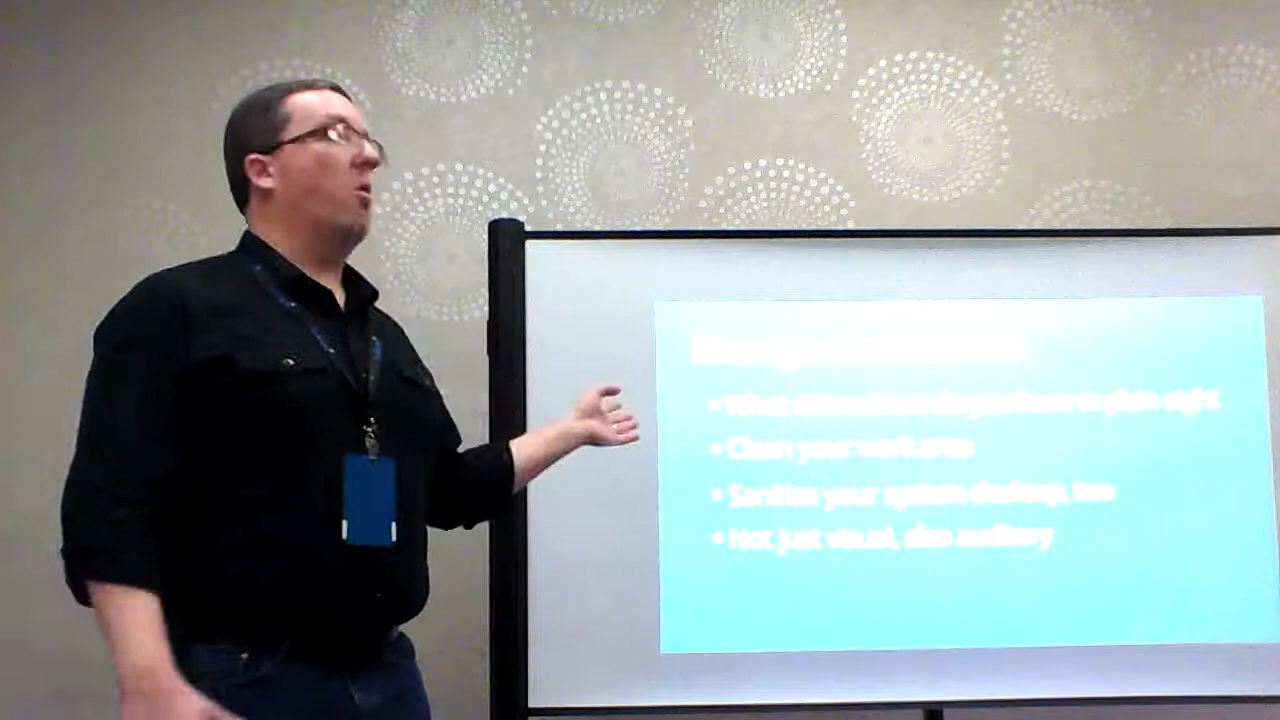 • What distractions do you have in plain sight
• Clean your work area
• Sanitize your system desktop, too
• Not just visual, also auditory